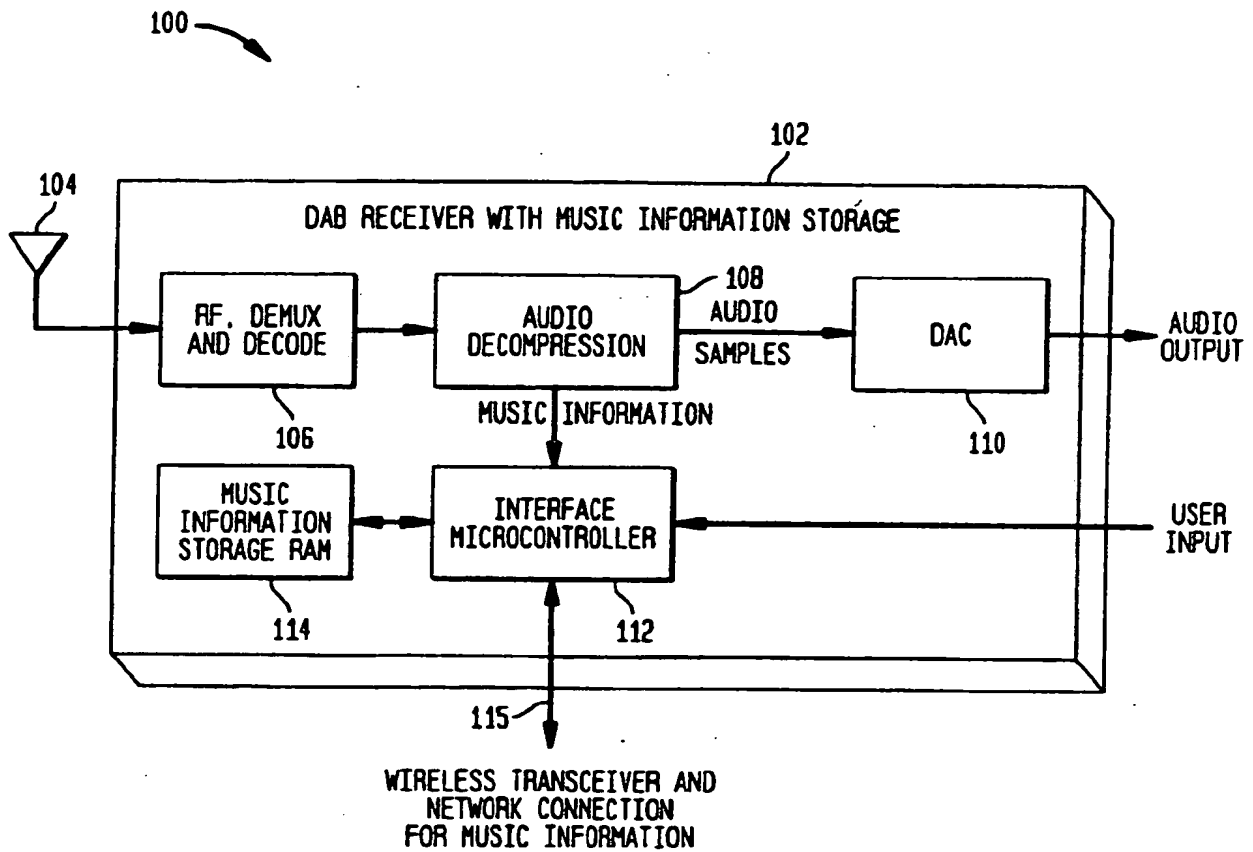 100
102
104
DAB RECEIVER WITH MUSIC INFORMATION STORAGE
RF, DEMUX
AND DECODE
106
AUDIO
DECOMPRESSION
108
AUDIO
SAMPLES
DAC
110
AUDIO
OUTPUT
MUSIC INFORMATION
MUSIC
INFORMATION
STORAGE RAM
114
INTERFACE
MICROCONTROLLER
112
USER
INPUT
115
WIRELESS TRANSCEIVER AND
NETWORK CONNECTION
FOR MUSIC INFORMATION